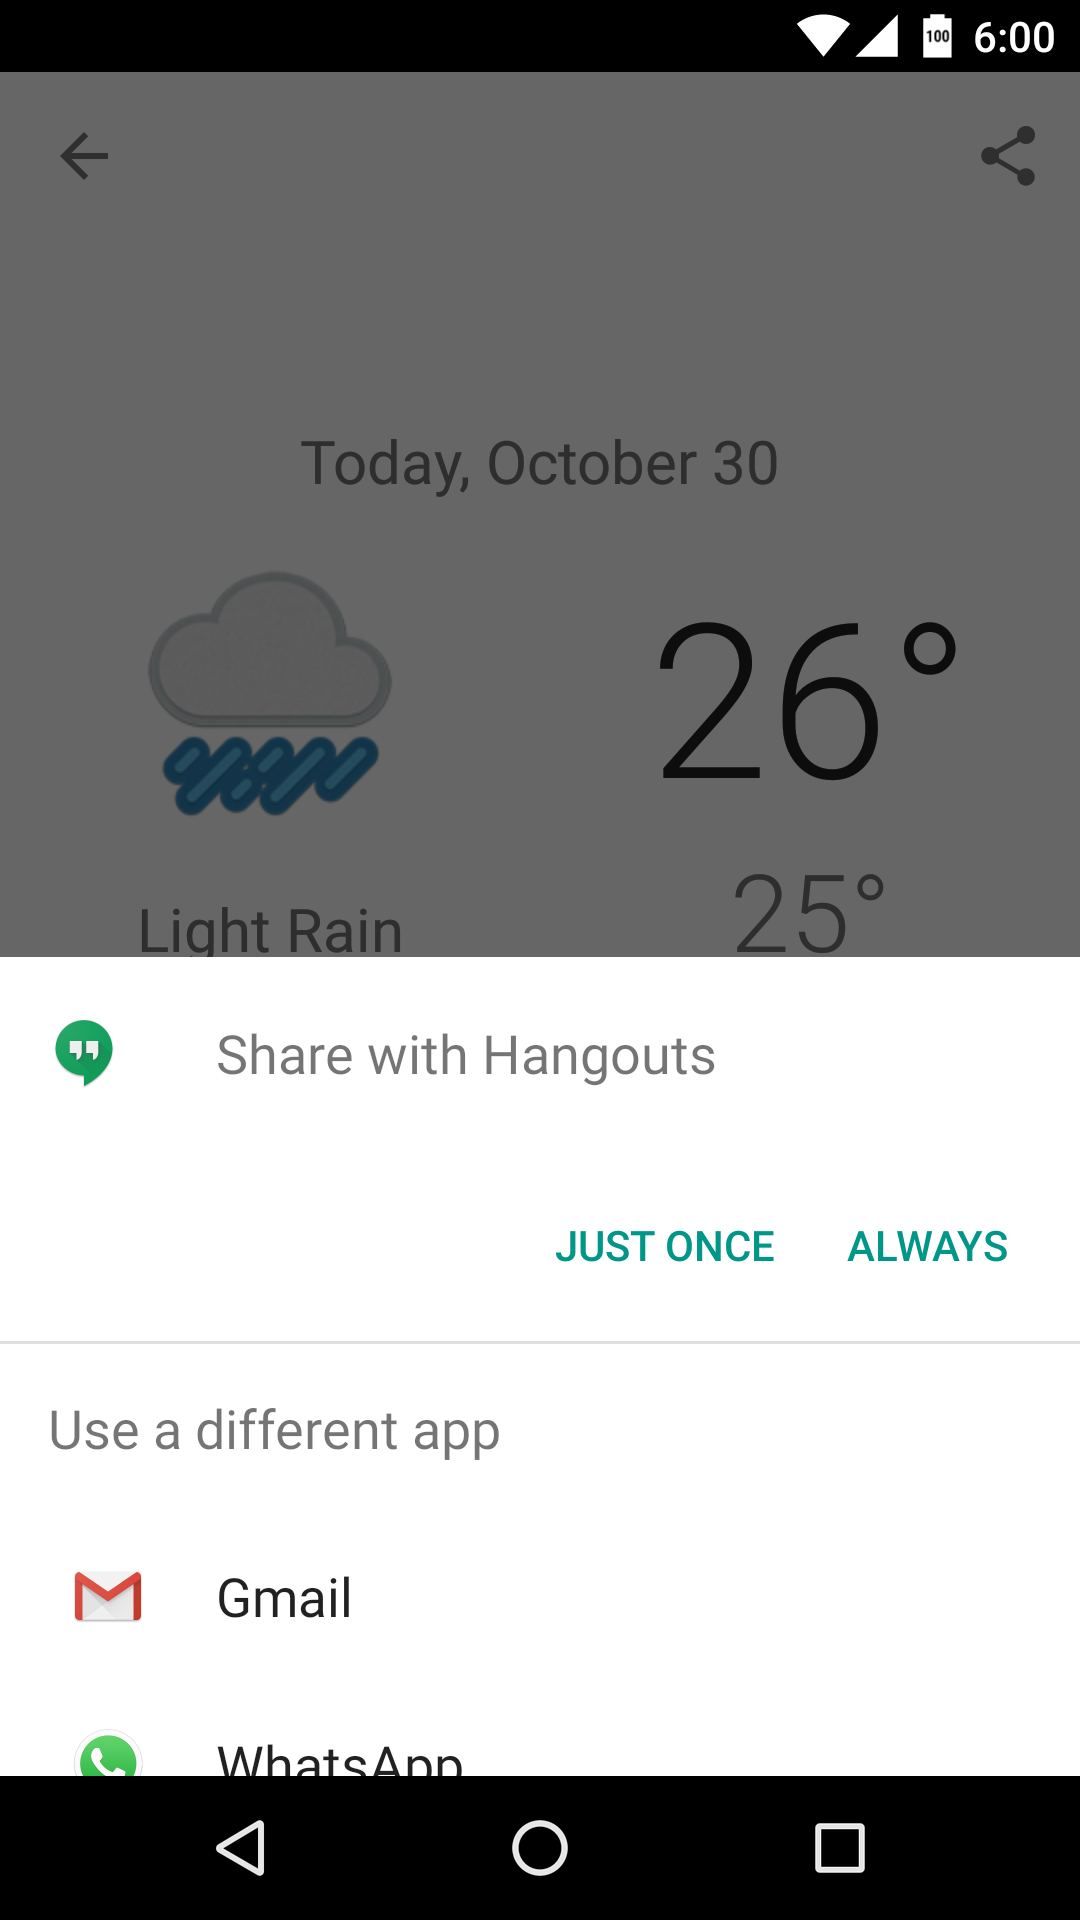 100 6:00
Today, October 30
26°
25°
Light Rain
Share with Hangouts
JUST ONCE ALWAYS
Use a different app
Gmail
WhatsApp